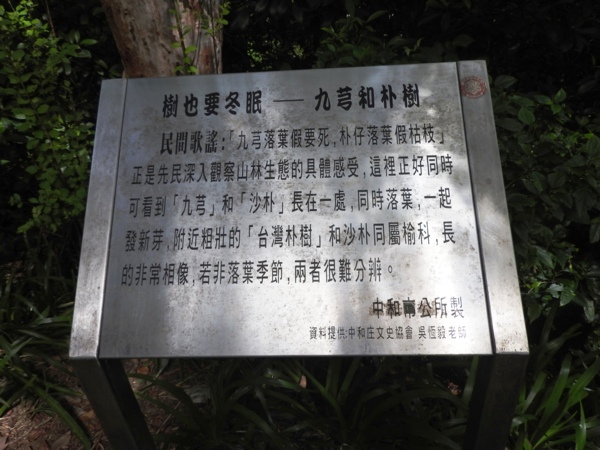 樹也要冬眠 —— 九芎和朴樹
民間歌謠:「九芎落葉假要死,朴仔落葉假枯枝」
正是先民深入觀察山林生態的具體感受,這裡正好同時
可看到「九芎」和「沙朴」長在一處,同時落葉,一起
發新芽,附近粗壯的「台灣朴樹」和沙朴同屬榆科,長
的非常相像,若非落葉季節,兩者很難分辨。
中和市公所製
資料提供:中和庄文史協會 吳恆毅老師